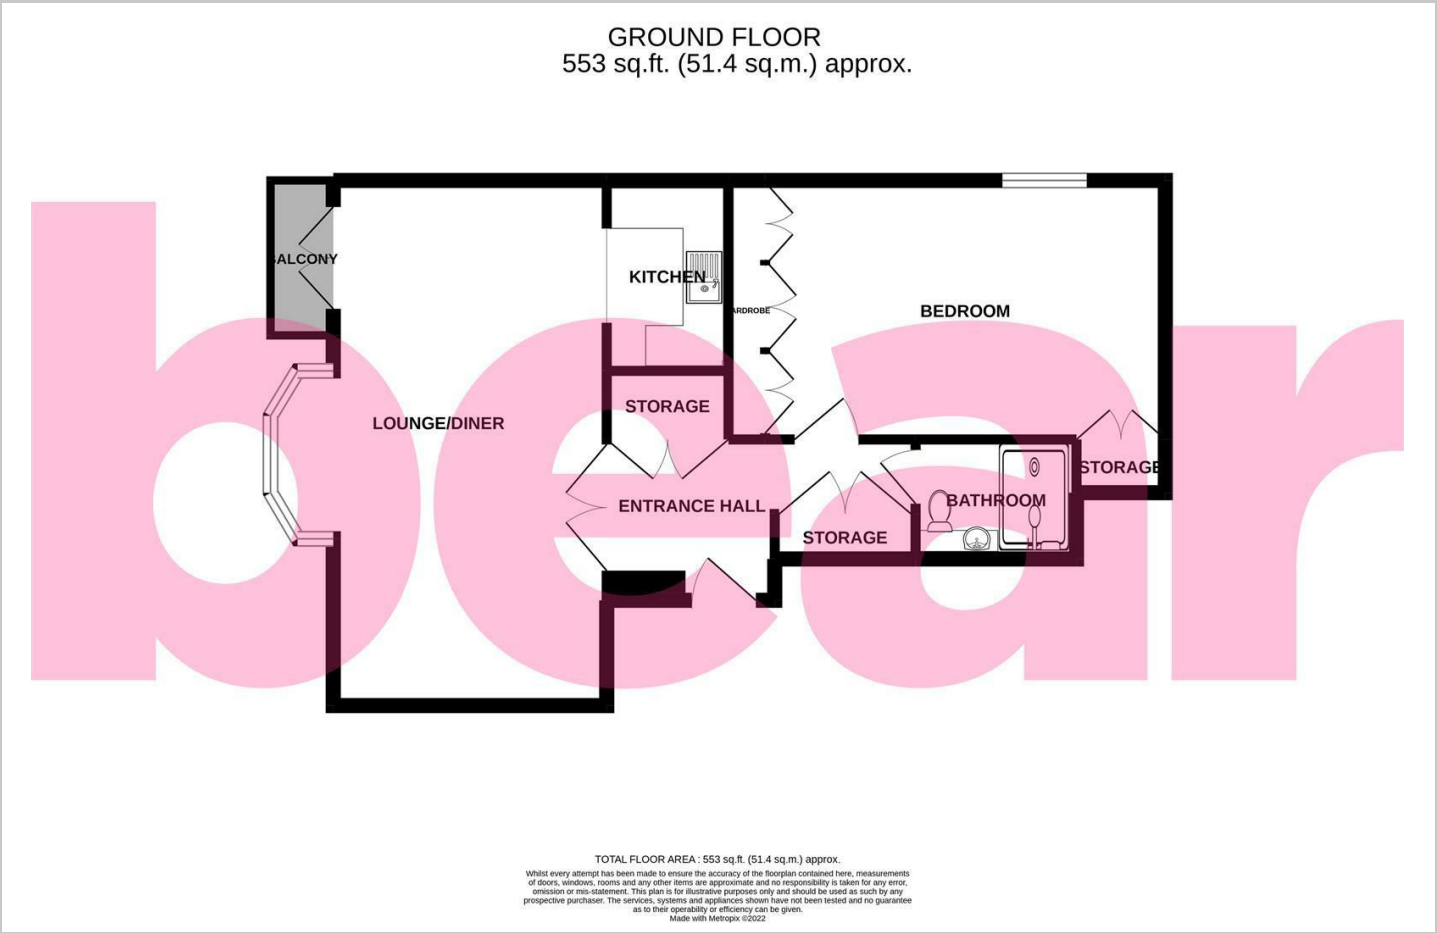 GROUND FLOOR
553 sq.ft. (51.4 sq.m.) approx.
BALCONY
KITCHEN
WARDROBE
BEDROOM
STORAGE
LOUNGE/DINER
STORAGE
ENTRANCE HALL
BATHROOM
STORAGE
bear
TOTAL FLOOR AREA : 553 sq.ft. (51.4 sq.m.) approx.
Whilst every attempt has been made to ensure the accuracy of the floorplan contained here, measurements
of doors, windows, rooms and any other items are approximate and no responsibility is taken for any error,
omission or mis-statement. This plan is for illustrative purposes only and should be used as such by any
prospective purchaser. The services, systems and appliances shown have not been tested and no guarantee
as to their operability or efficiency can be given.
Made with Metropix ©2022